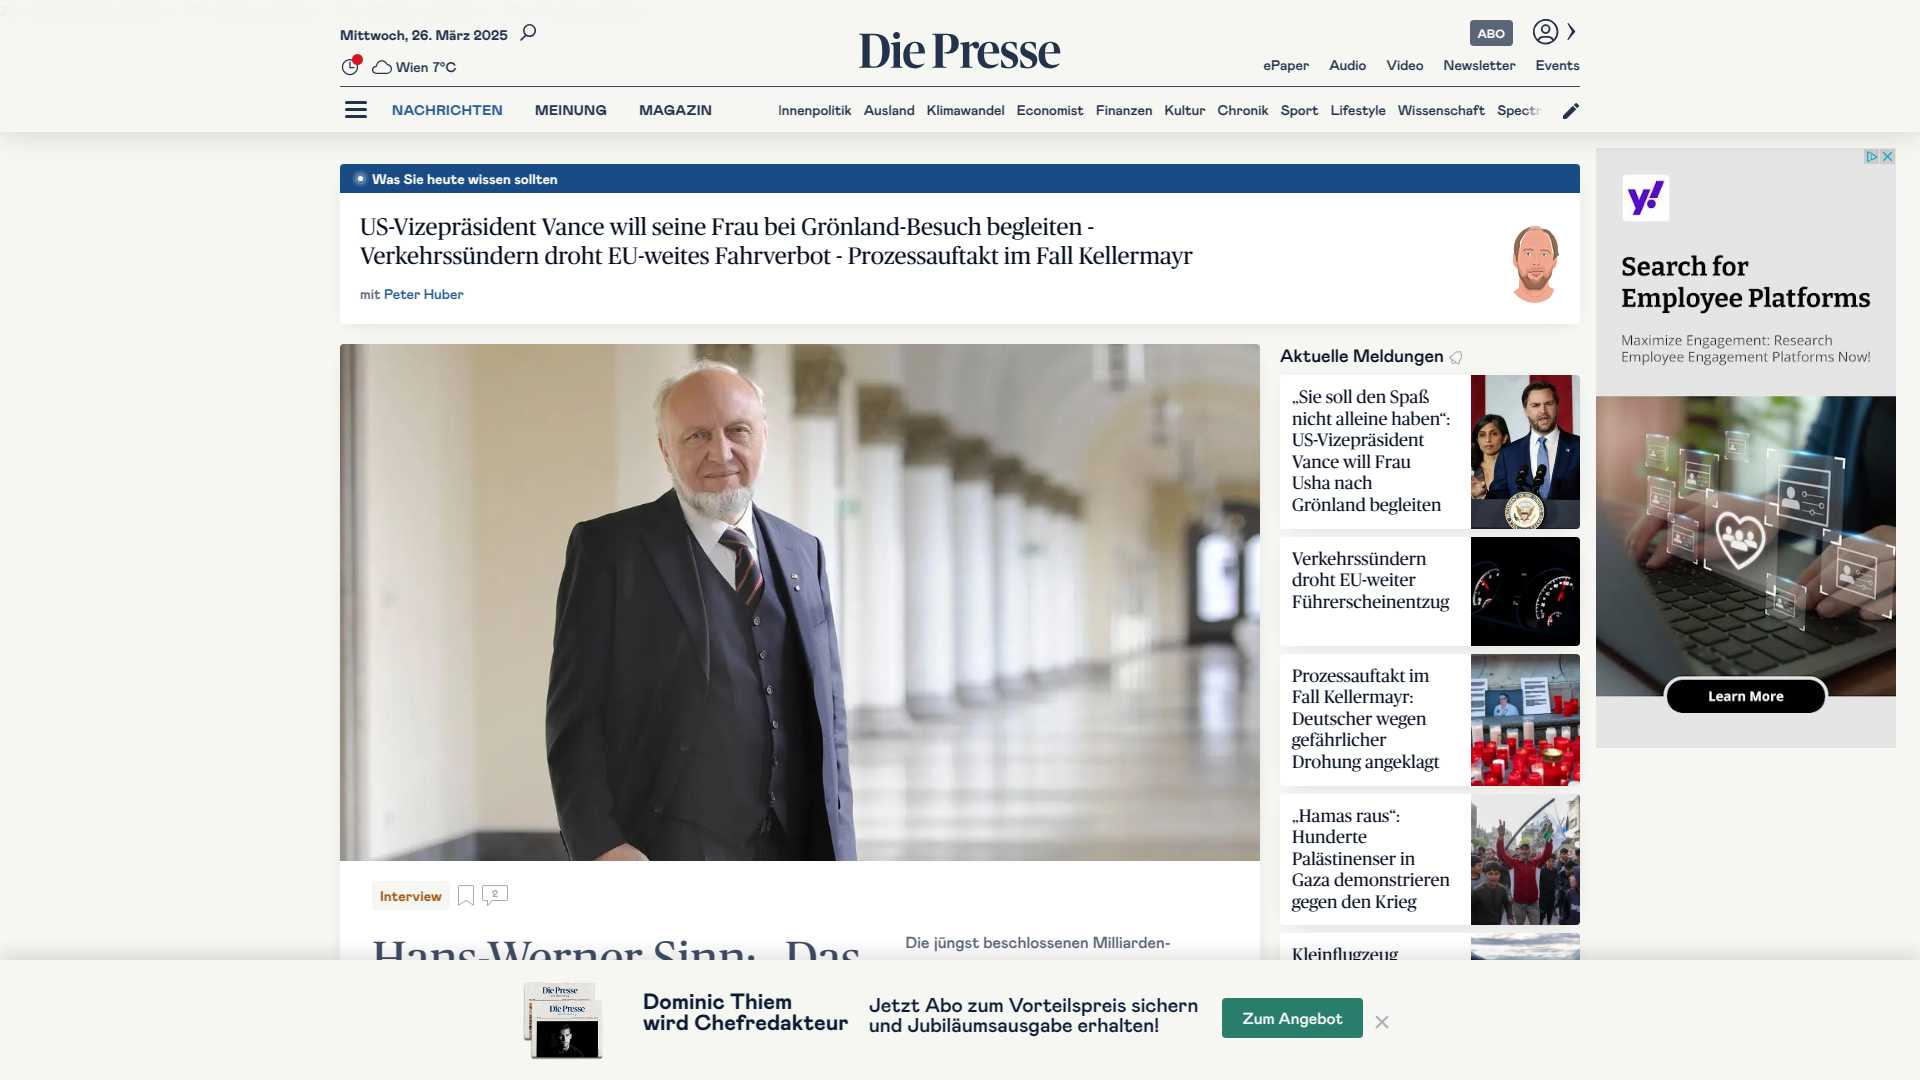 Mittwoch, 26. März 2025
Wien 7°C
Die Presse
ABO
ePaper Audio Video Newsletter Events
NACHRICHTEN MEINUNG MAGAZIN
Innenpolitik Ausland Klimawandel Economist Finanzen Kultur Chronik Sport Lifestyle Wissenschaft Spectr
Was Sie heute wissen sollten
US-Vizepräsident Vance will seine Frau bei Grönland-Besuch begleiten -
Verkehrssündern droht EU-weites Fahrverbot - Prozessauftakt im Fall Kellermayr
mit Peter Huber
Interview
2
Hans-Werner Sinn: „Das
Die jüngst beschlossenen Milliarden-
Aktuelle Meldungen
„Sie soll den Spaß
nicht alleine haben“:
US-Vizepräsident
Vance will Frau
Usha nach
Grönland begleiten
Verkehrssündern
droht EU-weiter
Führerscheinentzug
Prozessauftakt im
Fall Kellermayr:
Deutscher wegen
gefährlicher
Drohung angeklagt
„Hamas raus“:
Hunderte
Palästinenser in
Gaza demonstrieren
gegen den Krieg
Kleinflugzeug
y!
Search for
Employee Platforms
Maximize Engagement: Research
Employee Engagement Platforms Now!
Learn More
Die Presse
Die Presse
Dominic Thiem
wird Chefredakteur
Jetzt Abo zum Vorteilspreis sichern
und Jubiläumsausgabe erhalten!
Zum Angebot